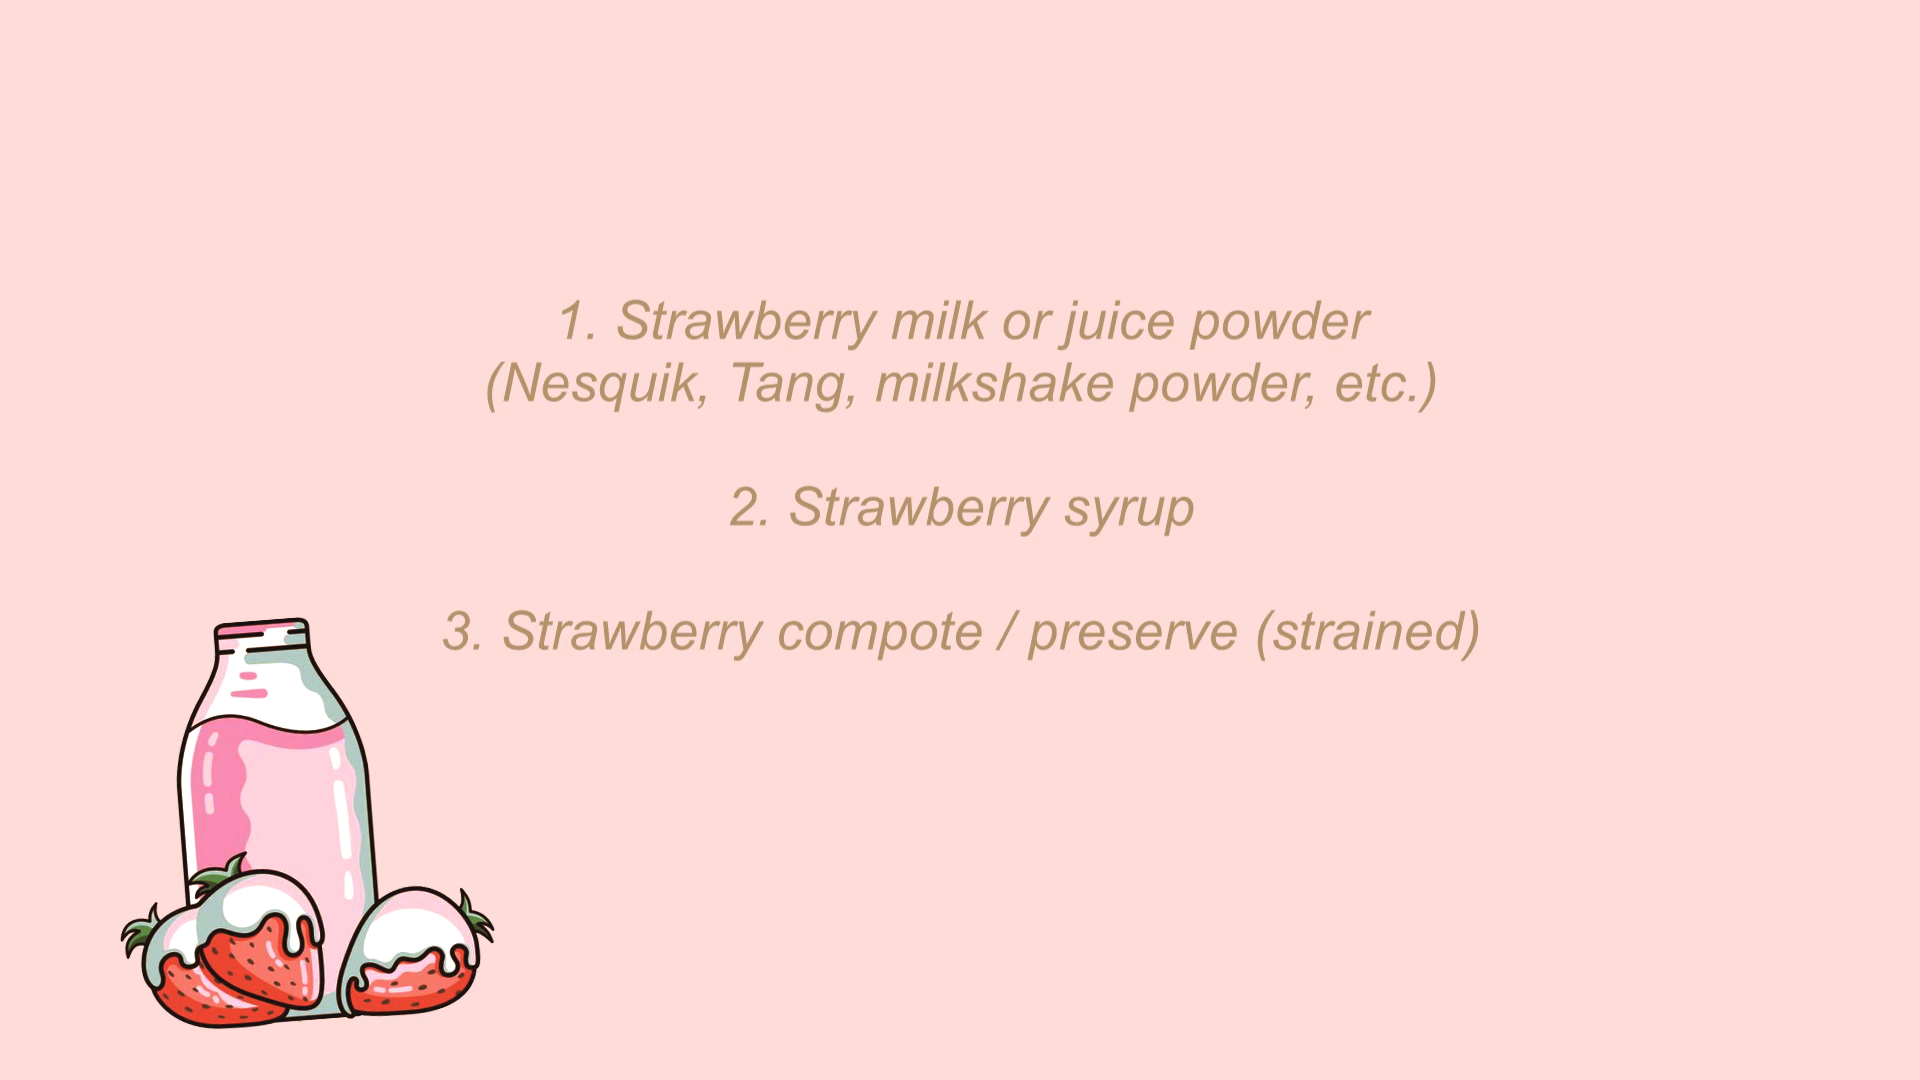 1. Strawberry milk or juice powder
(Nesquik, Tang, milkshake powder, etc.)
2. Strawberry syrup
3. Strawberry compote / preserve (strained)